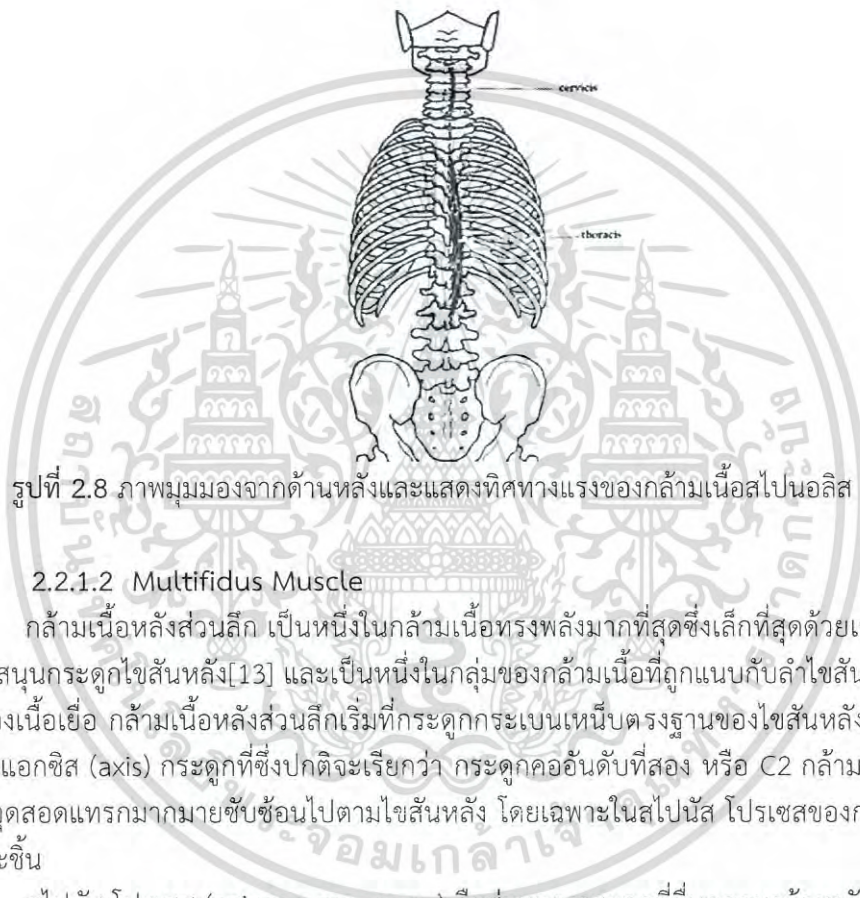 cervicis
thoracis
รูปที่ 2.8 ภาพมุมมองจากด้านหลังและแสดงทิศทางแรงของกล้ามเนื้อสไปนอลิส
2.2.1.2 Multifidus Muscle
กล้ามเนื้อหลังส่วนลึก เป็นหนึ่งในกล้ามเนื้อทรงพลังมากที่สุดซึ่งเล็กที่สุดด้วย
สนุนกระดูกไขสันหลัง[13] และเป็นหนึ่งในกลุ่มของกล้ามเนื้อที่ถูกแนบกับลำไขสัน
งเนื้อเยื่อ กล้ามเนื้อหลังส่วนลึกเริ่มที่กระดูกกระเบนเหน็บตรงฐานของไขสันหลัง
แอกซิส (axis) กระดูกที่ซึ่งปกติจะเรียกว่า กระดูกคออันดับที่สอง หรือ C2 กล้าม
ุดสอดแทรกมากมายซับซ้อนไปตามไขสันหลัง โดยเฉพาะในสไปนัส โปรเซสของก
ะชิ้น